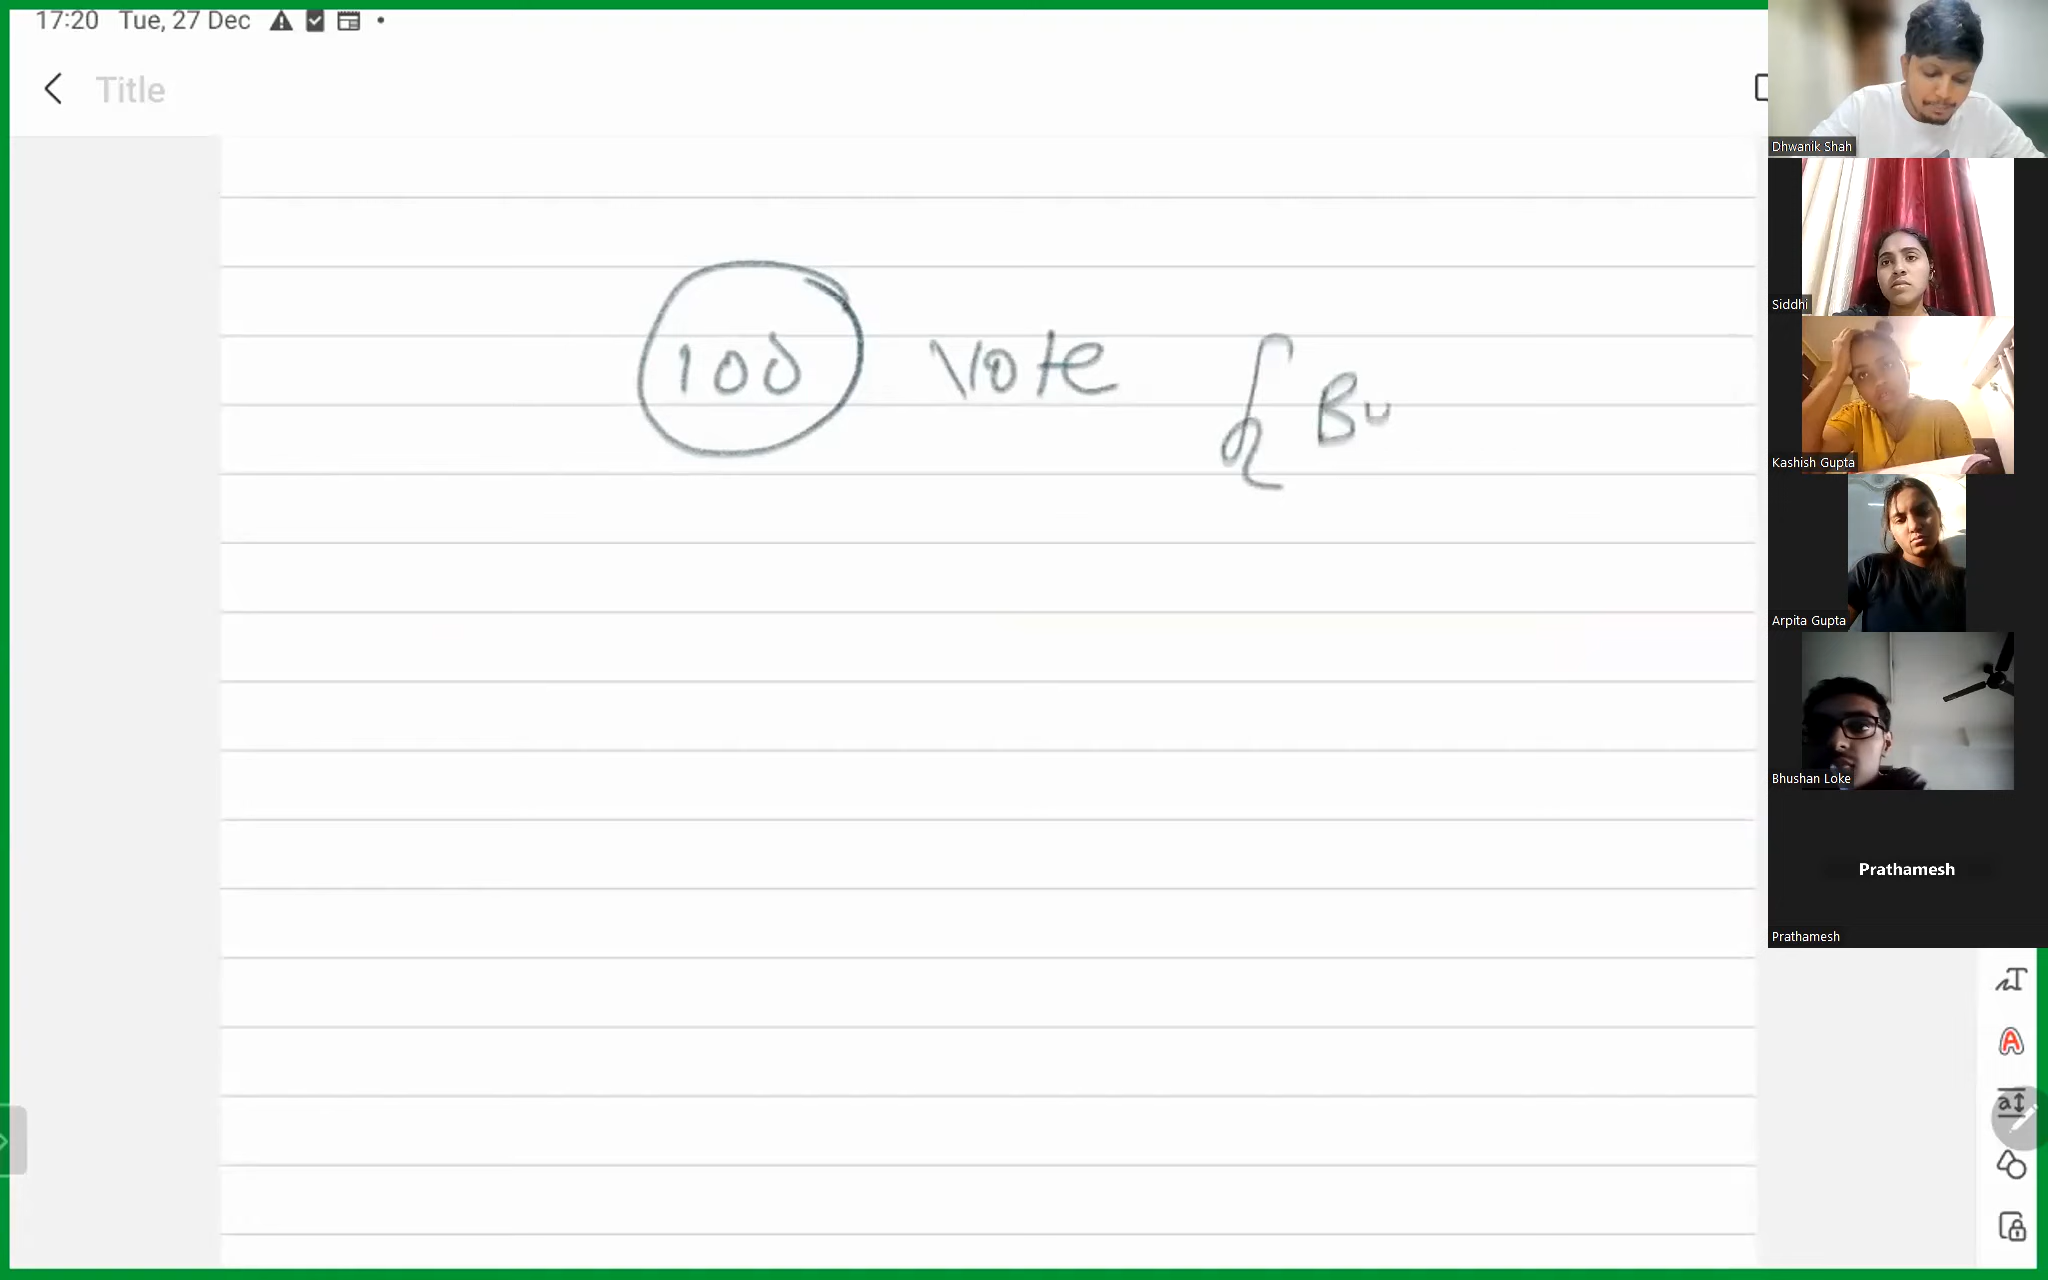 17:20 Tue, 27 Dec
Title
100 Vote
Bu
Dhwanik Shah
Siddhi
Kashish Gupta
Arpita Gupta
Bhushan Loke
Prathamesh
Prathamesh